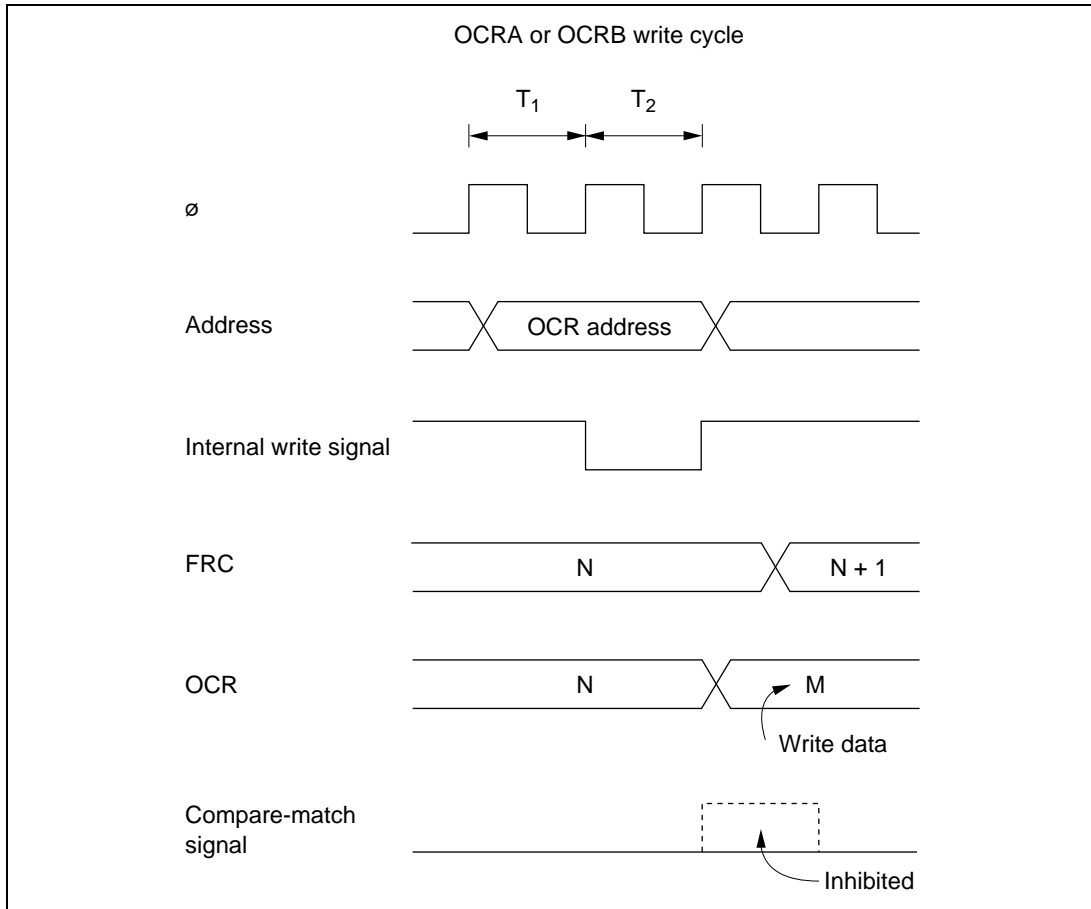 OCRA or OCRB write cycle
T₁ T₂
ø
Address OCR address
Internal write signal
FRC N N + 1
OCR N M
Write data
Compare-match
signal
Inhibited